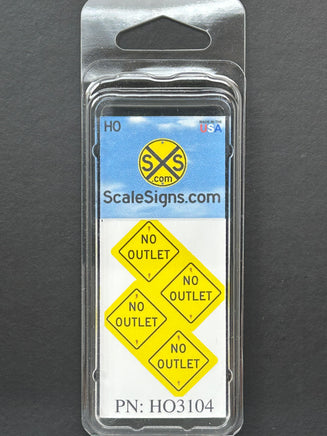 HO
MADE IN THE
USA
SXS
.com
ScaleSigns.com
NO
OUTLET
NO
OUTLET
NO
OUTLET
NO
OUTLET
PN: HO3104